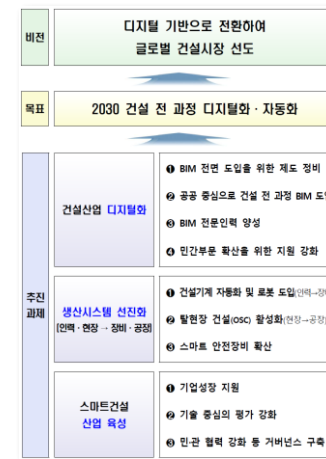 비전
디지털 기반으로 전환하여
글로벌 건설시장 선도
목표
2030 건설 전 과정 디지털화 · 자동화
추진
과제
건설산업 디지털화
❶ BIM 전면 도입을 위한 제도 정비
❷ 공공 중심으로 건설 전 과정 BIM
❸ BIM 전문인력 양성
❹ 민간부문 확산을 위한 지원 강화
생산시스템 선진화
[인력 · 현장 → 장비 · 공장]
❶ 건설기계 자동화 및 로봇 도입(인력→장비
❷ 탈현장 건설(OSC) 활성화(현장→공장)
❸ 스마트 안전장비 확산
스마트건설
산업 육성
❶ 기업성장 지원
❷ 기술 중심의 평가 강화
❸ 민·관 협력 강화 등 거버넌스 구축